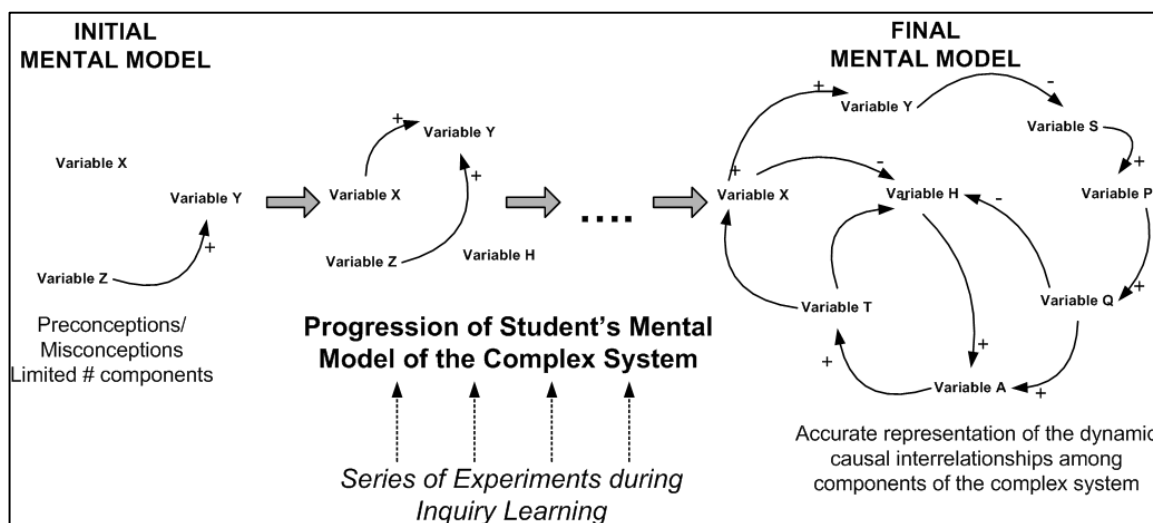 INITIAL
MENTAL MODEL
Variable X
Variable Y
+
Variable Z
Preconceptions/
Misconceptions
Limited # components
+
Variable Y
+
Variable X
Variable Z
Variable H
....
Progression of Student's Mental
Model of the Complex System
Series of Experiments during
Inquiry Learning
FINAL
MENTAL MODEL
+
Variable Y
-
Variable S
+
+
Variable X
-
Variable H
-
-
Variable P
+
Variable T
Variable Q
+
+
Variable A
+
Accurate representation of the dynamic
causal interrelationships among
components of the complex system